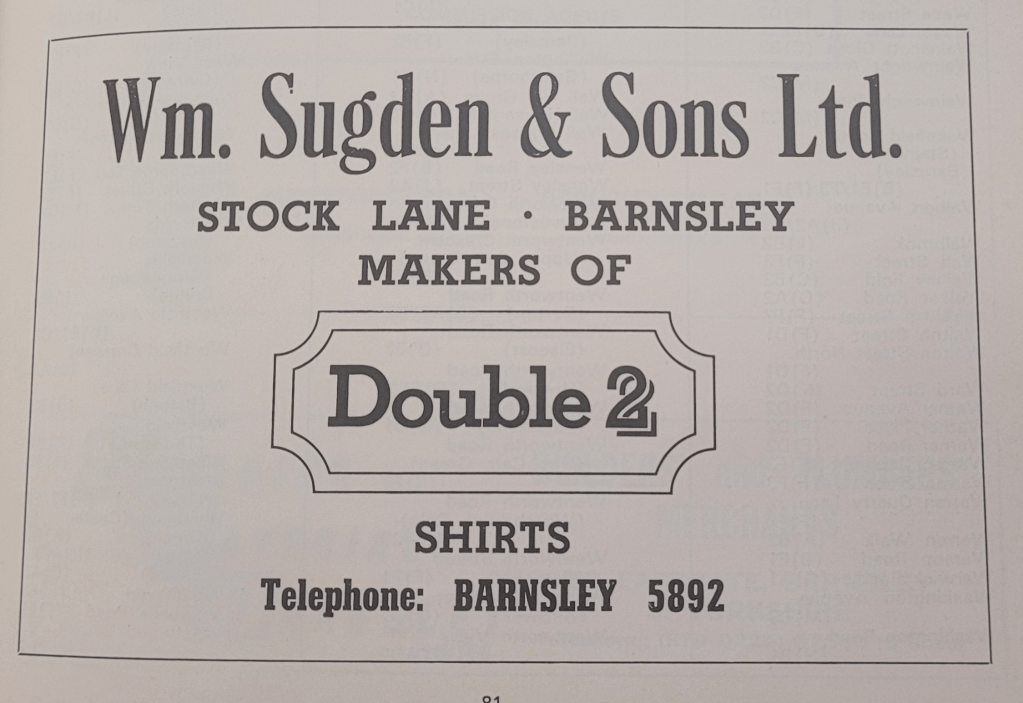 Wm. Sugden & Sons Ltd.
STOCK LANE · BARNSLEY
MAKERS OF
Double 2
SHIRTS
Telephone: BARNSLEY 5892